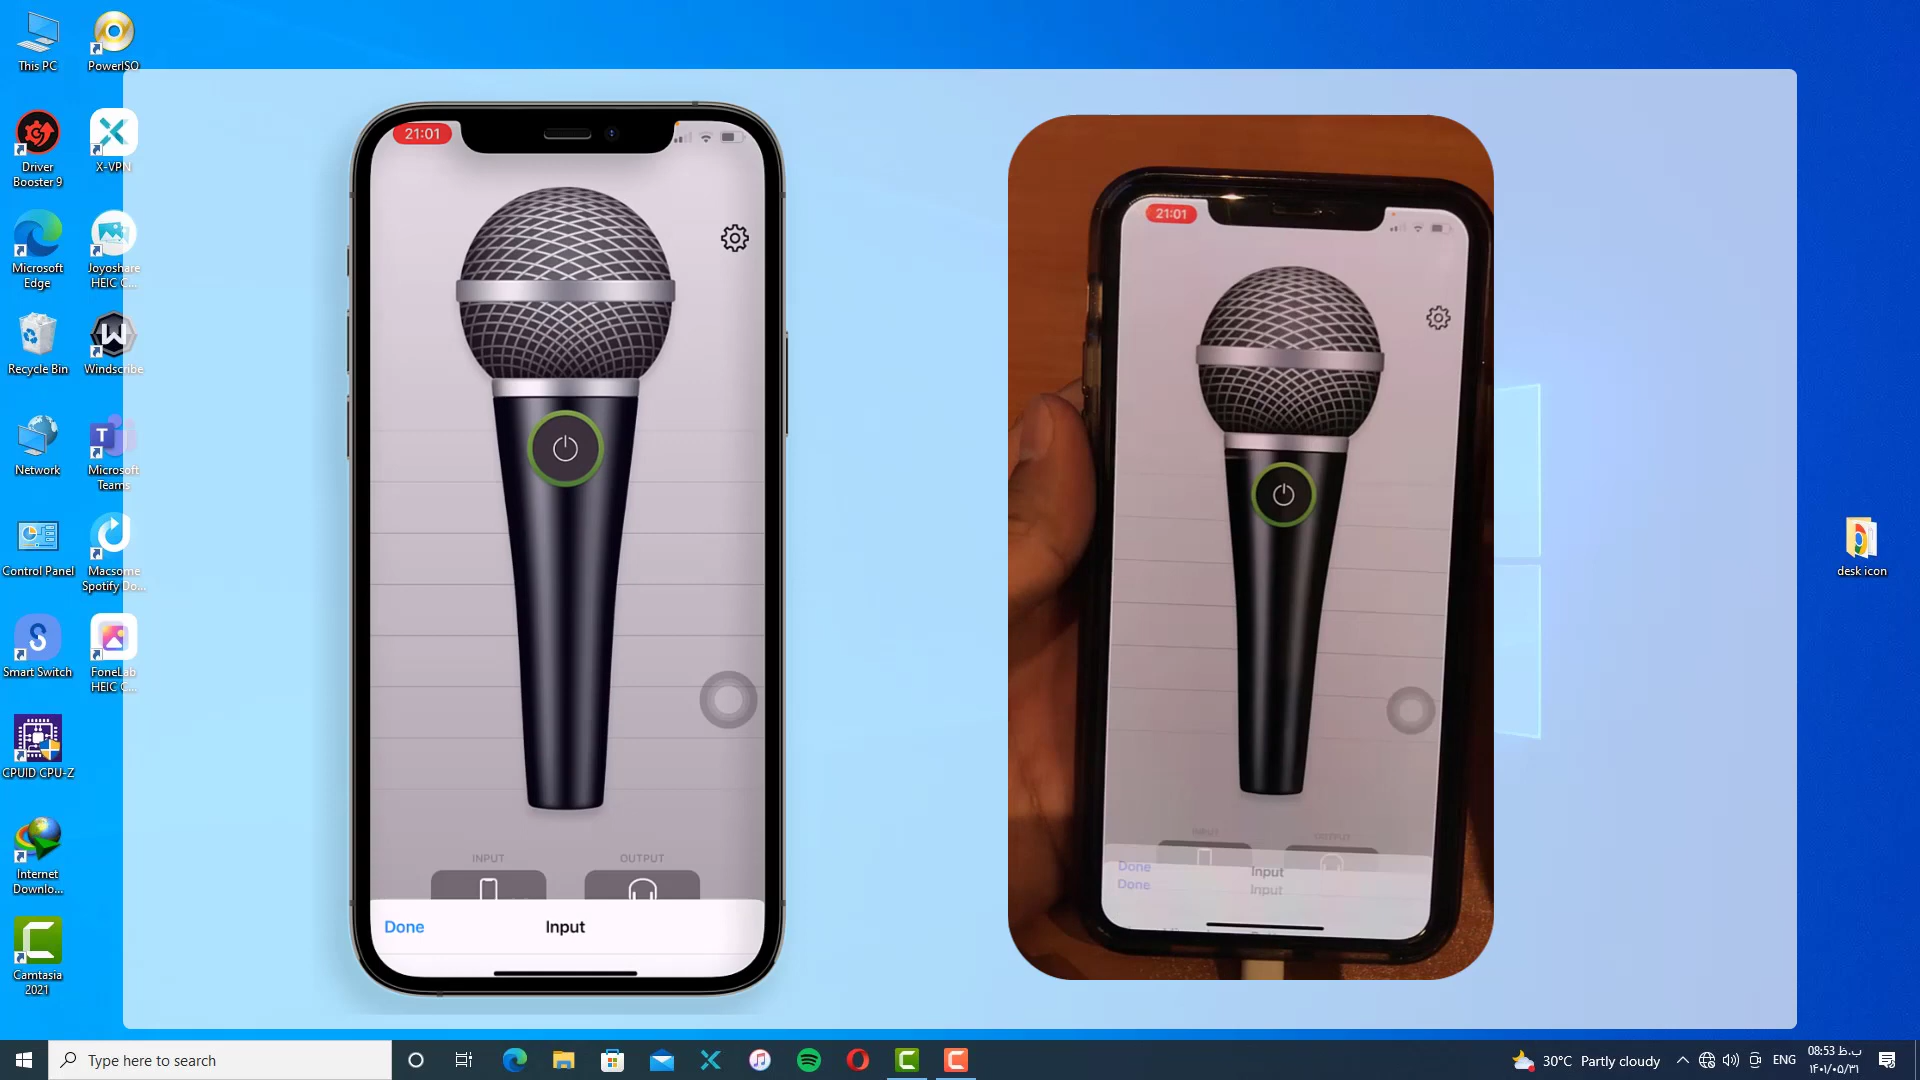 This PC
PowerISO
Driver
Booster 9
X-VPN
Microsoft
Edge
Joyoshare
HEIC C...
Recycle Bin
Windscribe
Network
Microsoft
Teams
Control Panel
Macsome
Spotify Do...
Smart Switch
FoneLab
HEIC C...
CPUID CPU-Z
Internet
Downlo...
Camtasia
2021
desk icon
21:01
INPUT
OUTPUT
Done
Input
21:01
INPUT
OUTPUT
Done
Input
Done
Input
Type here to search
30°C Partly cloudy
ENG
08:53 ب.ظ
۱۴۰۱/۰۵/۳۱